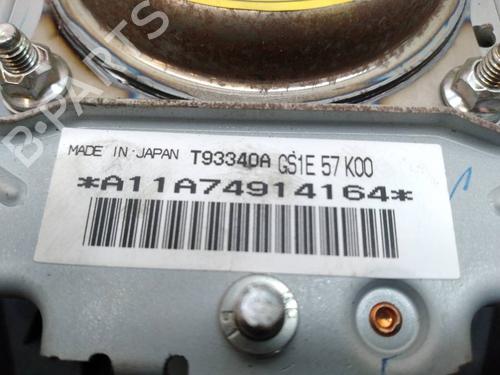 MADE IN JAPAN T93340A GS1E 57 K00
*A11A74914164*
B-PARTS